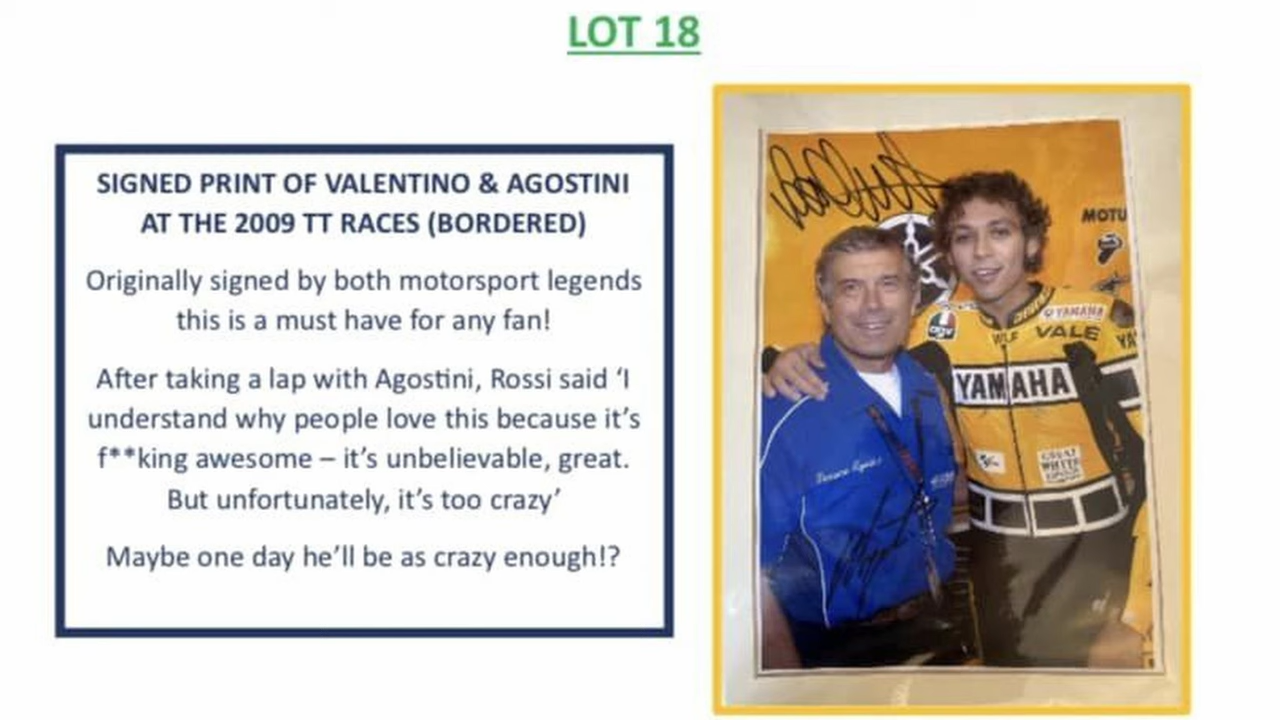 LOT 18
SIGNED PRINT OF VALENTINO & AGOSTINI
AT THE 2009 TT RACES (BORDERED)
Originally signed by both motorsport legends
this is a must have for any fan!
After taking a lap with Agostini, Rossi said ‘I
understand why people love this because it’s
f**king awesome – it’s unbelievable, great.
But unfortunately, it’s too crazy’
Maybe one day he’ll be as crazy enough!?
MOTU
YAMAHA
agv
WLF VALE
YA
YAMAHA
GREAT
WHITE